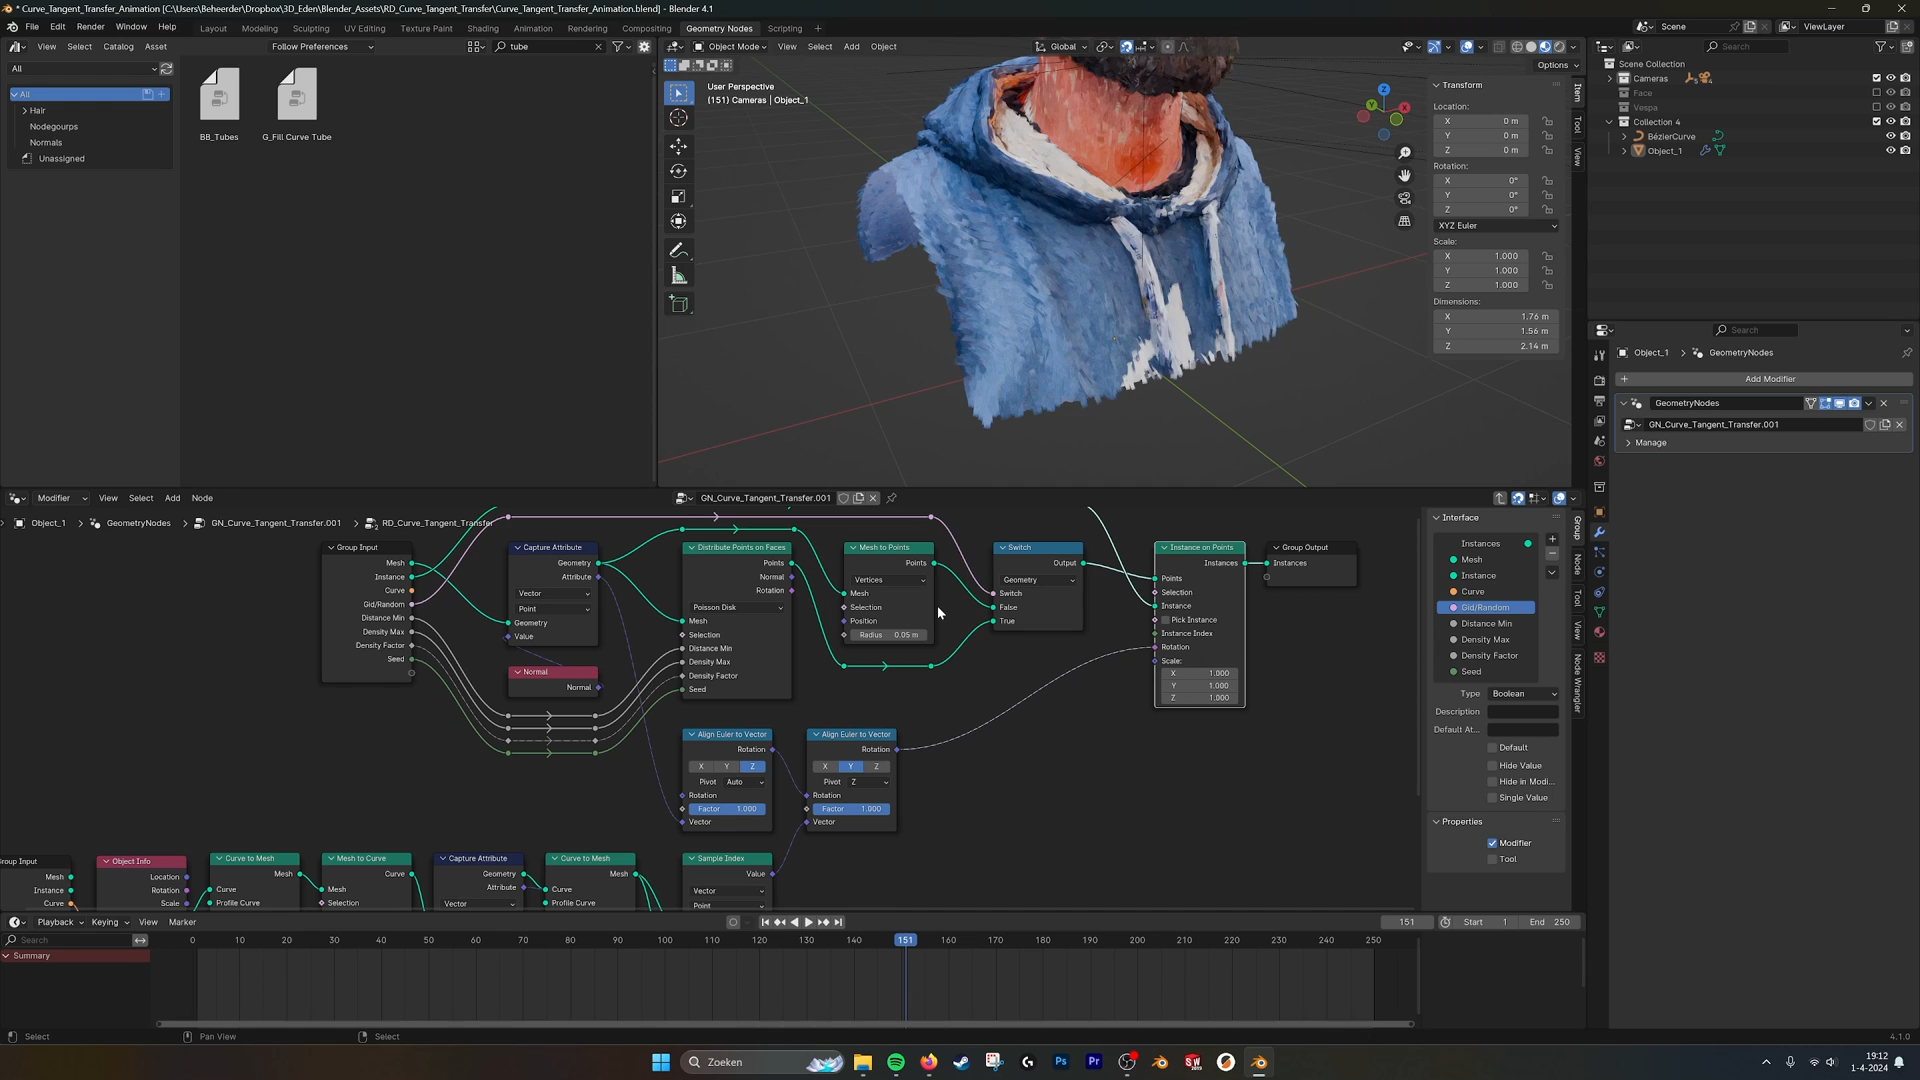 * Curve_Tangent_Transfer_Animation [C:\Users\Beheerder\Dropbox\3D_Eden\Blender_Assets\RD_Curve_Tangent_Transfer\Curve_Tangent_Transfer_Animation.blend] - Blender 4.1
File Edit Render Window Help Layout Modeling Sculpting UV Editing Texture Paint Shading Animation Rendering Compositing Geometry Nodes Scripting + Scene ViewLayer
View Select Catalog Asset Follow Preferences tube
Object Mode View Select Add Object Global
Search
All
Options
All
Hair
Nodegourps
Normals
Unassigned
BB_Tubes
G_Fill Curve Tube
User Perspective
(151) Cameras | Object_1
Z
Y
X
Transform
Location:
X 0 m
Y 0 m
Z 0 m
Rotation:
X 0°
Y 0°
Z 0°
XYZ Euler
Scale:
X 1.000
Y 1.000
Z 1.000
Dimensions:
X 1.76 m
Y 1.56 m
Z 2.14 m
Item
Tool
View
Scene Collection
Cameras
Face
Vespa
Collection 4
BézierCurve
Object_1
Search
Object_1 GeometryNodes
Add Modifier
GeometryNodes
GN_Curve_Tangent_Transfer.001
Manage
Modifier View Select Add Node GN_Curve_Tangent_Transfer.001
Object_1 GeometryNodes GN_Curve_Tangent_Transfer.001 RD_Curve_Tangent_Transfer
Group Input
Mesh
Instance
Curve
Gid/Random
Distance Min
Density Max
Density Factor
Seed
Capture Attribute
Geometry
Attribute
Vector
Point
Geometry
Value
Normal
Normal
Distribute Points on Faces
Points
Normal
Rotation
Poisson Disk
Mesh
Selection
Distance Min
Density Max
Density Factor
Seed
Mesh to Points
Points
Vertices
Mesh
Selection
Position
Radius 0.05 m
Switch
Output
Geometry
Switch
False
True
Instance on Points
Instances
Points
Selection
Instance
Pick Instance
Instance Index
Rotation
Scale:
X 1.000
Y 1.000
Z 1.000
Group Output
Instances
Align Euler to Vector
Rotation
X Y Z
Pivot Auto
Rotation
Factor 1.000
Vector
Align Euler to Vector
Rotation
X Y Z
Pivot Z
Rotation
Factor 1.000
Vector
roup Input
Mesh
Instance
Curve
Object Info
Location
Rotation
Scale
Curve to Mesh
Mesh
Curve
Profile Curve
Mesh to Curve
Curve
Mesh
Selection
Capture Attribute
Geometry
Attribute
Vector
Curve to Mesh
Mesh
Curve
Profile Curve
Sample Index
Value
Vector
Point
Interface
Instances
Mesh
Instance
Curve
Gid/Random
Distance Min
Density Max
Density Factor
Seed
Type Boolean
Description
Default At...
Default
Hide Value
Hide in Modi...
Single Value
Properties
Modifier
Tool
Group
Node
Tool
View
Node Wrangler
Playback Keying View Marker 151 Start 1 End 250
Search
0 10 20 30 40 50 60 70 80 90 100 110 120 130 140 151 160 170 180 190 200 210 220 230 240 250
Summary
Select Pan View Select 4.1.0
Zoeken
Ps
Pr
SW
19:12
1-4-2024